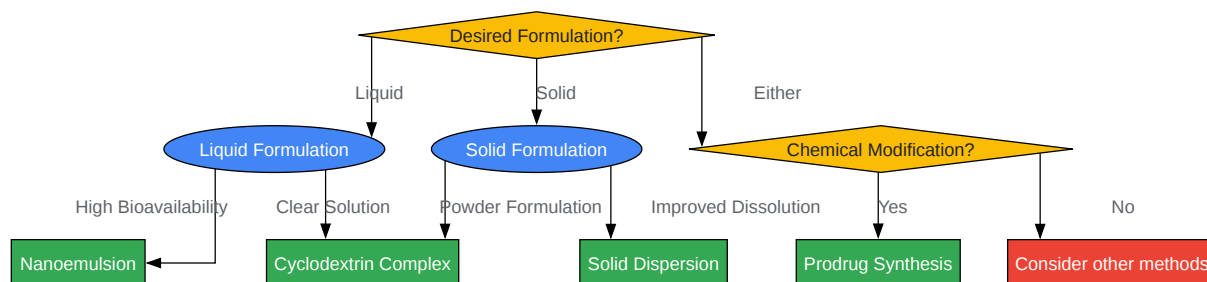 Desired Formulation?
Liquid
Solid
Either
Liquid Formulation
Solid Formulation
Chemical Modification?
High Bioavailability
Clear Solution
Powder Formulation
Improved Dissolution
Yes
No
Nanoemulsion
Cyclodextrin Complex
Solid Dispersion
Prodrug Synthesis
Consider other methods